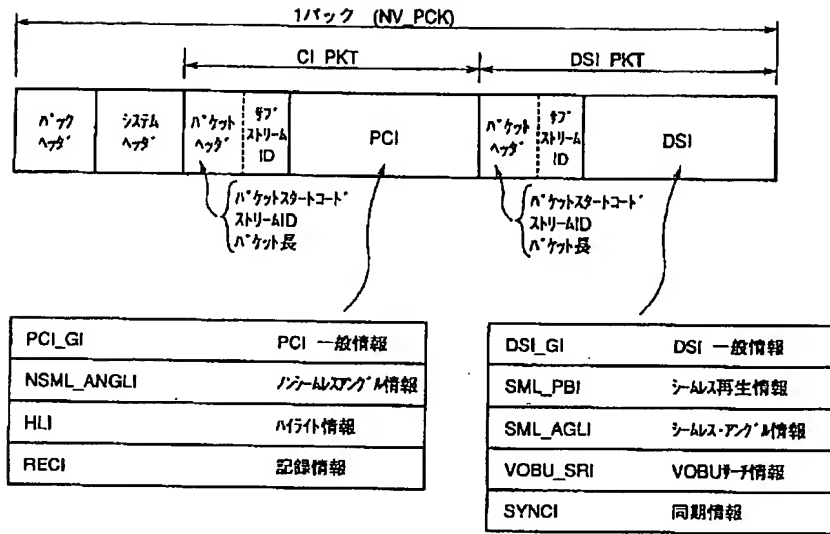 1パック (NV_PCK)
CI PKT
DSI PKT
パック
ヘッダ
システム
ヘッダ
パケット
ヘッダ
サブ
ストリーム
ID
PCI
パケット
ヘッダ
サブ
ストリーム
ID
DSI
パケットスタートコード
ストリームID
パケット長
パケットスタートコード
ストリームID
パケット長
PCI_GI PCI 一般情報
NSML_ANGLI ノンシームレスアングル情報
HLI ハイライト情報
RECI 記録情報
DSI_GI DSI 一般情報
SML_PBI シームレス再生情報
SML_AGLI シームレス・アングル情報
VOBU_SRI VOBUサーチ情報
SYNCI 同期情報